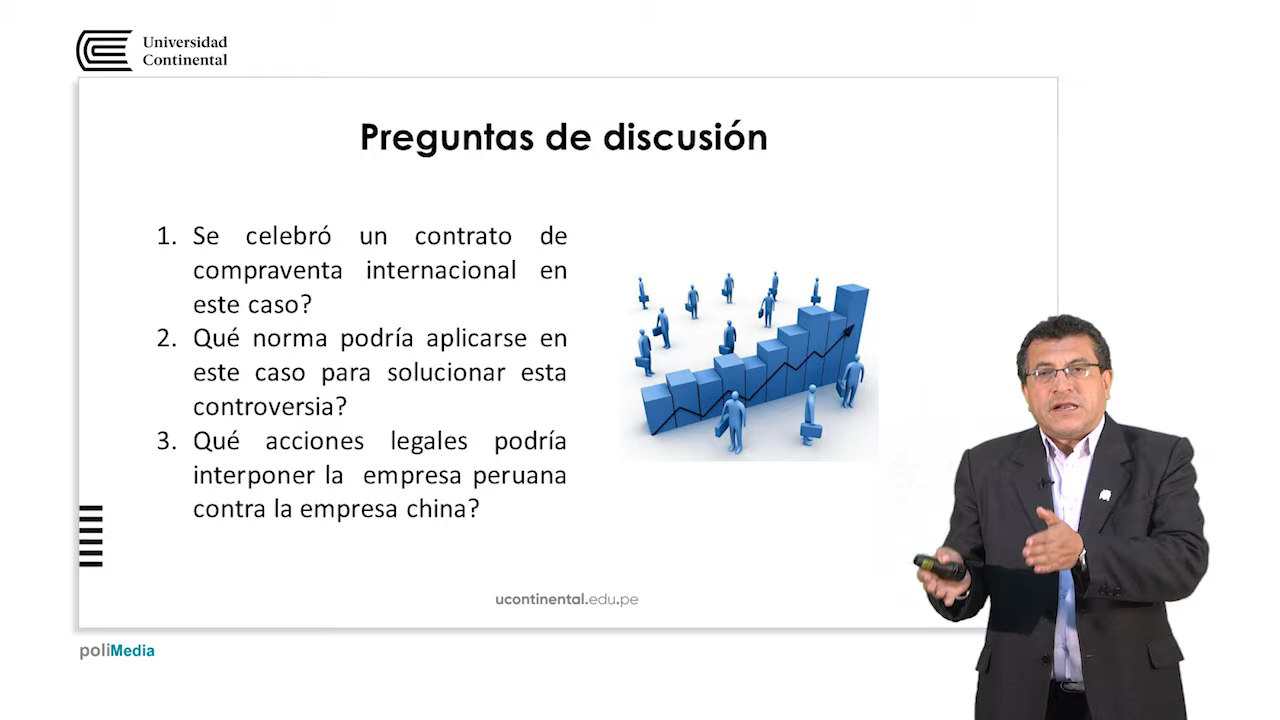 Universidad
Continental
Preguntas de discusión
1. Se celebró un contrato de
compraventa internacional en
este caso?
2. Qué norma podría aplicarse en
este caso para solucionar esta
controversia?
3. Qué acciones legales podría
interponer la empresa peruana
contra la empresa china?
ucontinental.edu.pe
poliMedia